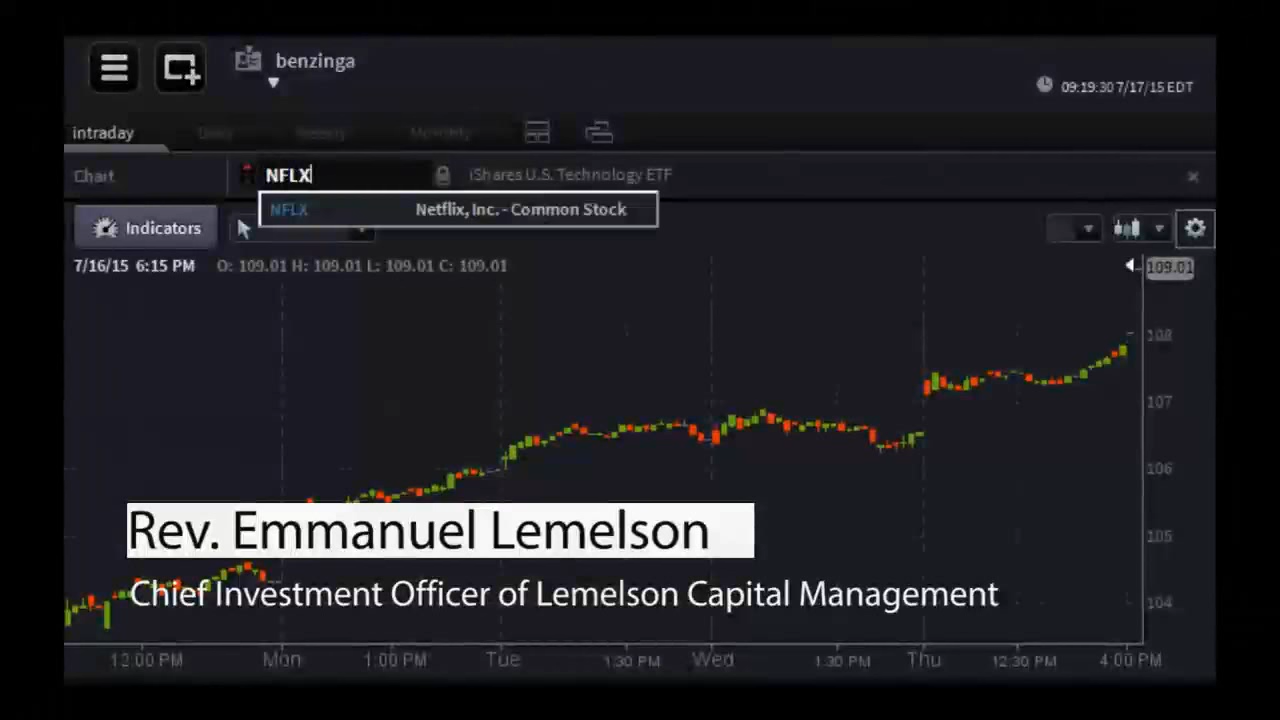 benzinga
09:19:30 7/17/15 EDT
intraday Daily Weekly Monthly
Chart NFLX iShares U.S. Technology ETF
NFLX Netflix, Inc. - Common Stock
Indicators
7/16/15 6:15 PM O: 109.01 H: 109.01 L: 109.01 C: 109.01
109.01
108
107
106
105
104
Rev. Emmanuel Lemelson
Chief Investment Officer of Lemelson Capital Management
12:00 PM Mon 1:00 PM Tue 1:30 PM Wed 1:30 PM Thu 12:30 PM 4:00 PM